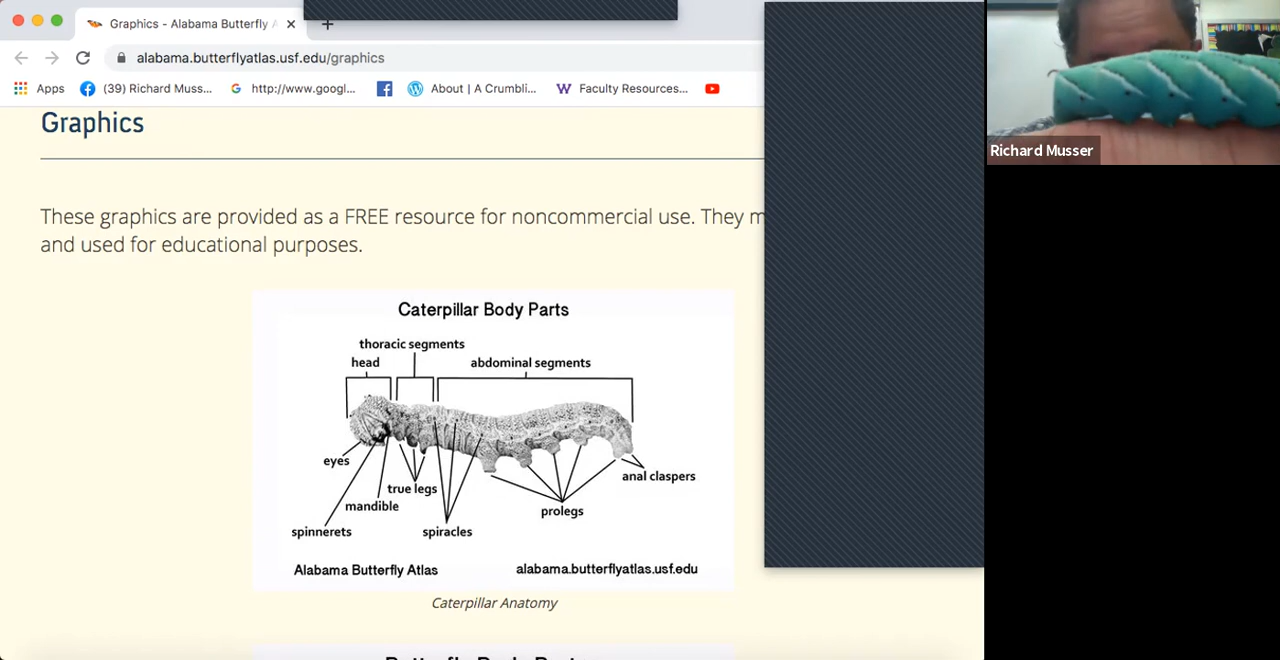 Graphics - Alabama Butterfly A
alabama.butterflyatlas.usf.edu/graphics
Apps
(39) Richard Muss...
http://www.googl...
About | A Crumbli...
Faculty Resources...
Richard Musser
Graphics
These graphics are provided as a FREE resource for noncommercial use. They m
and used for educational purposes.
Caterpillar Body Parts
thoracic segments
head
abdominal segments
eyes
anal claspers
true legs
mandible
prolegs
spinnerets
spiracles
Alabama Butterfly Atlas
alabama.butterflyatlas.usf.edu
Caterpillar Anatomy
Butterfly Body Parts